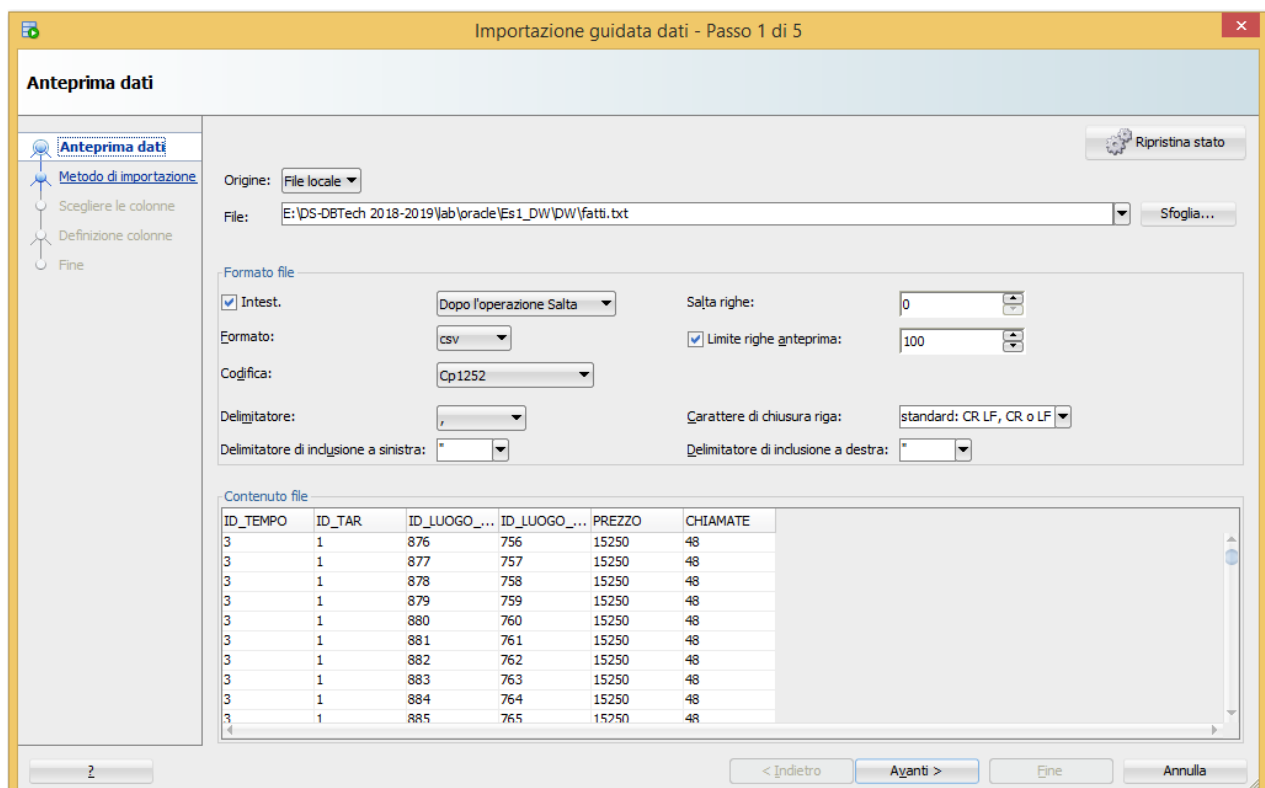 Importazione guidata dati - Passo 1 di 5
x
Anteprima dati
Anteprima dati
Metodo di importazione
Scegliere le colonne
Definizione colonne
Fine
Ripristina stato
Origine: File locale
File: E:\DS-DBTech 2018-2019\lab\oracle\Es1_DW\DW\fatti.txt Sfoglia...
Formato file
Intest. Dopo l'operazione Salta Salta righe: 0
Formato: csv Limite righe anteprima: 100
Codifica: Cp1252
Delimitatore: , Carattere di chiusura riga: standard: CR LF, CR o LF
Delimitatore di inclusione a sinistra: " Delimitatore di inclusione a destra: "
Contenuto file
ID_TEMPO ID_TAR ID_LUOGO_... ID_LUOGO_... PREZZO CHIAMATE
3 1 876 756 15250 48
3 1 877 757 15250 48
3 1 878 758 15250 48
3 1 879 759 15250 48
3 1 880 760 15250 48
3 1 881 761 15250 48
3 1 882 762 15250 48
3 1 883 763 15250 48
3 1 884 764 15250 48
3 1 885 765 15250 48
? < Indietro Avanti > Fine Annulla